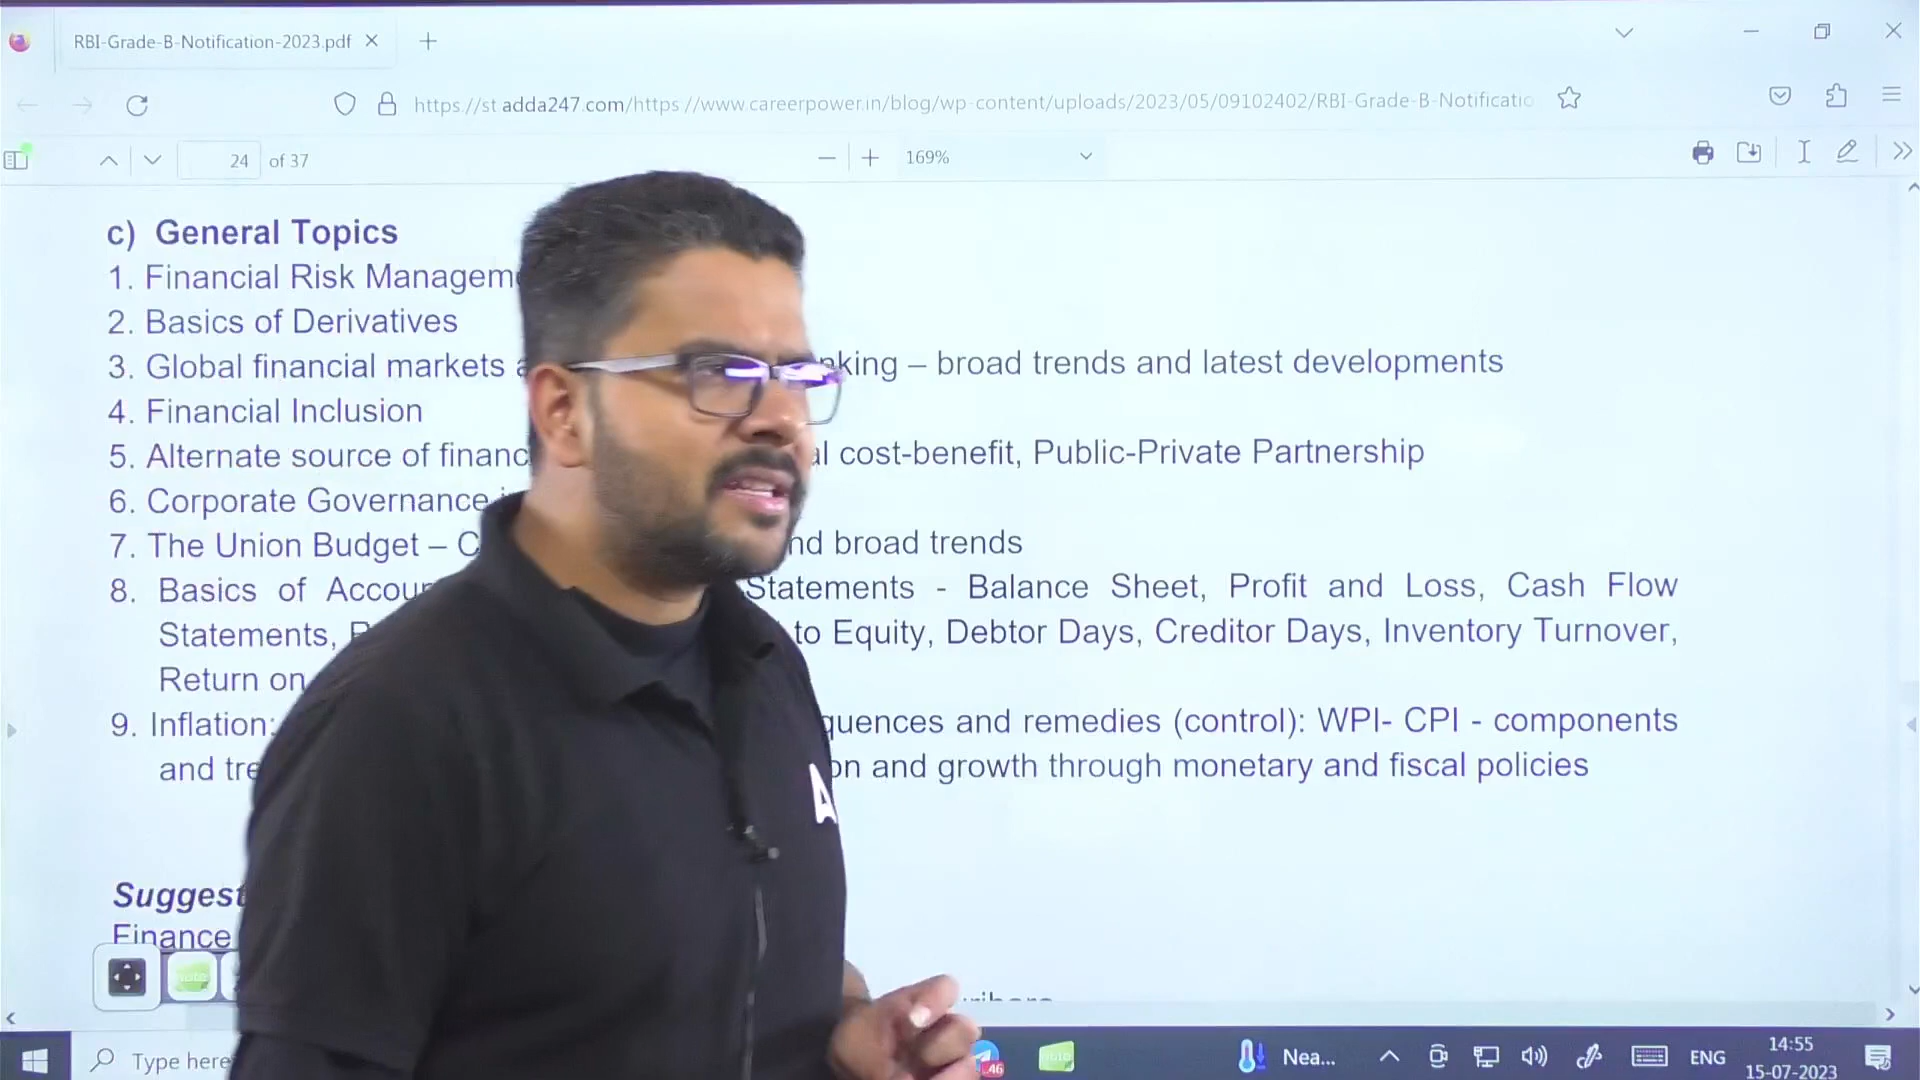 RBI-Grade-B-Notification-2023.pdf
https://st adda247.com/https //www.careerpower.in/blog/wp-content/uploads/2023/05/09102402/RBI-Grade-B-Notificatio
24 of 37
169%
c) General Topics
1. Financial Risk Manageme
2. Basics of Derivatives
3. Global financial markets a nking – broad trends and latest developments
4. Financial Inclusion
5. Alternate source of financ al cost-benefit, Public-Private Partnership
6. Corporate Governance i
7. The Union Budget – C nd broad trends
8. Basics of Accou Statements - Balance Sheet, Profit and Loss, Cash Flow
Statements, to Equity, Debtor Days, Creditor Days, Inventory Turnover,
Return on
9. Inflation: quences and remedies (control): WPI- CPI - components
and tre on and growth through monetary and fiscal policies
Suggest
Finance
Type here
46
Nea...
ENG
14:55
15-07-2023